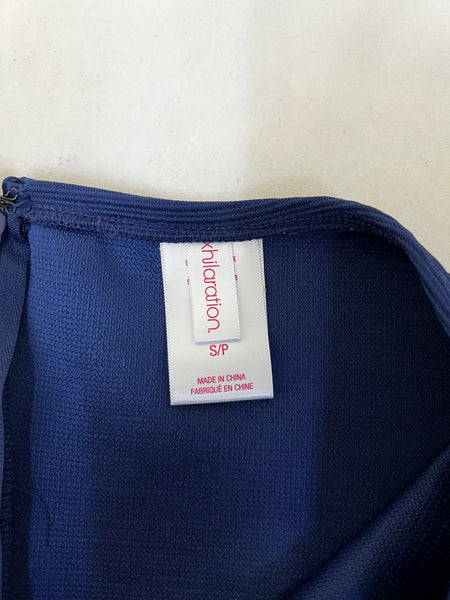 xhilaration.
S/P
MADE IN CHINA
FABRIQUÉ EN CHINE